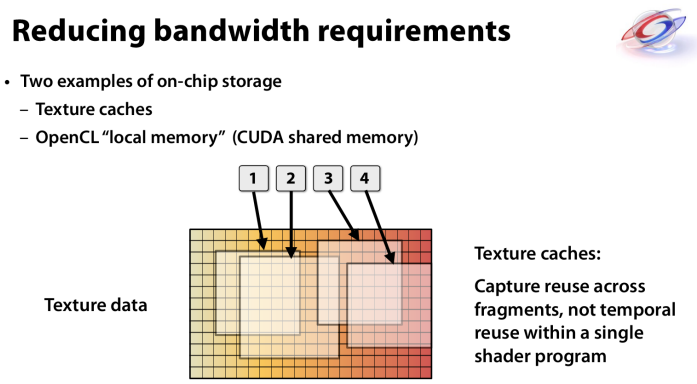 Reducing bandwidth requirements
• Two examples of on-chip storage
– Texture caches
– OpenCL “local memory” (CUDA shared memory)
1 2 3 4
Texture data
Texture caches:
Capture reuse across
fragments, not temporal
reuse within a single
shader program